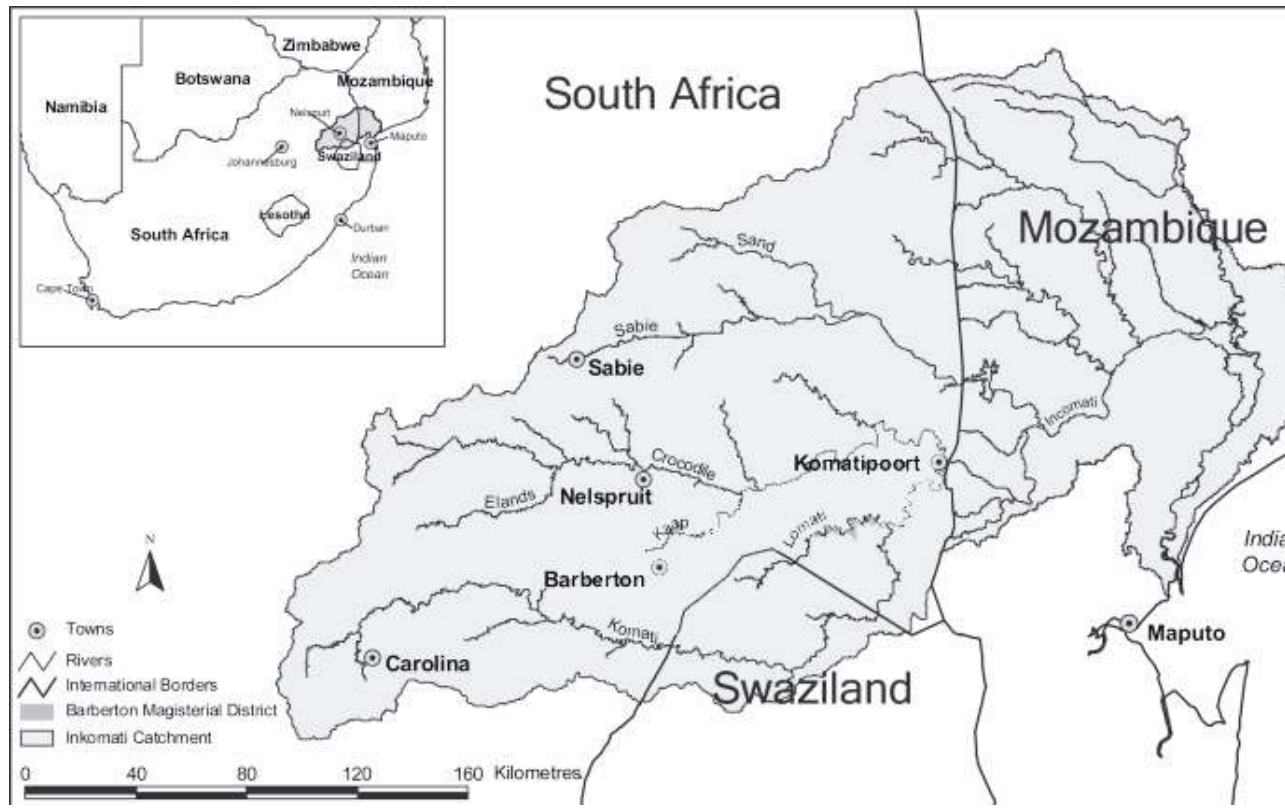 Zimbabwe
Botswana
Mozambique
Namibia
Nelspruit
Maputo
Johannesburg
Swaziland
Lesotho
South Africa
Durban
Indian
Ocean
Cape Town
South Africa
Mozambique
Sand
Sabie
Sabie
Incomati
Komatipoort
Crocodile
Nelspruit
Elands
Kaap
Lomati
Barberton
India
Ocea
N
Komati
Maputo
Carolina
Swaziland
Towns
Rivers
International Borders
Barberton Magisterial District
Inkomati Catchment
0 40 80 120 160 Kilometres